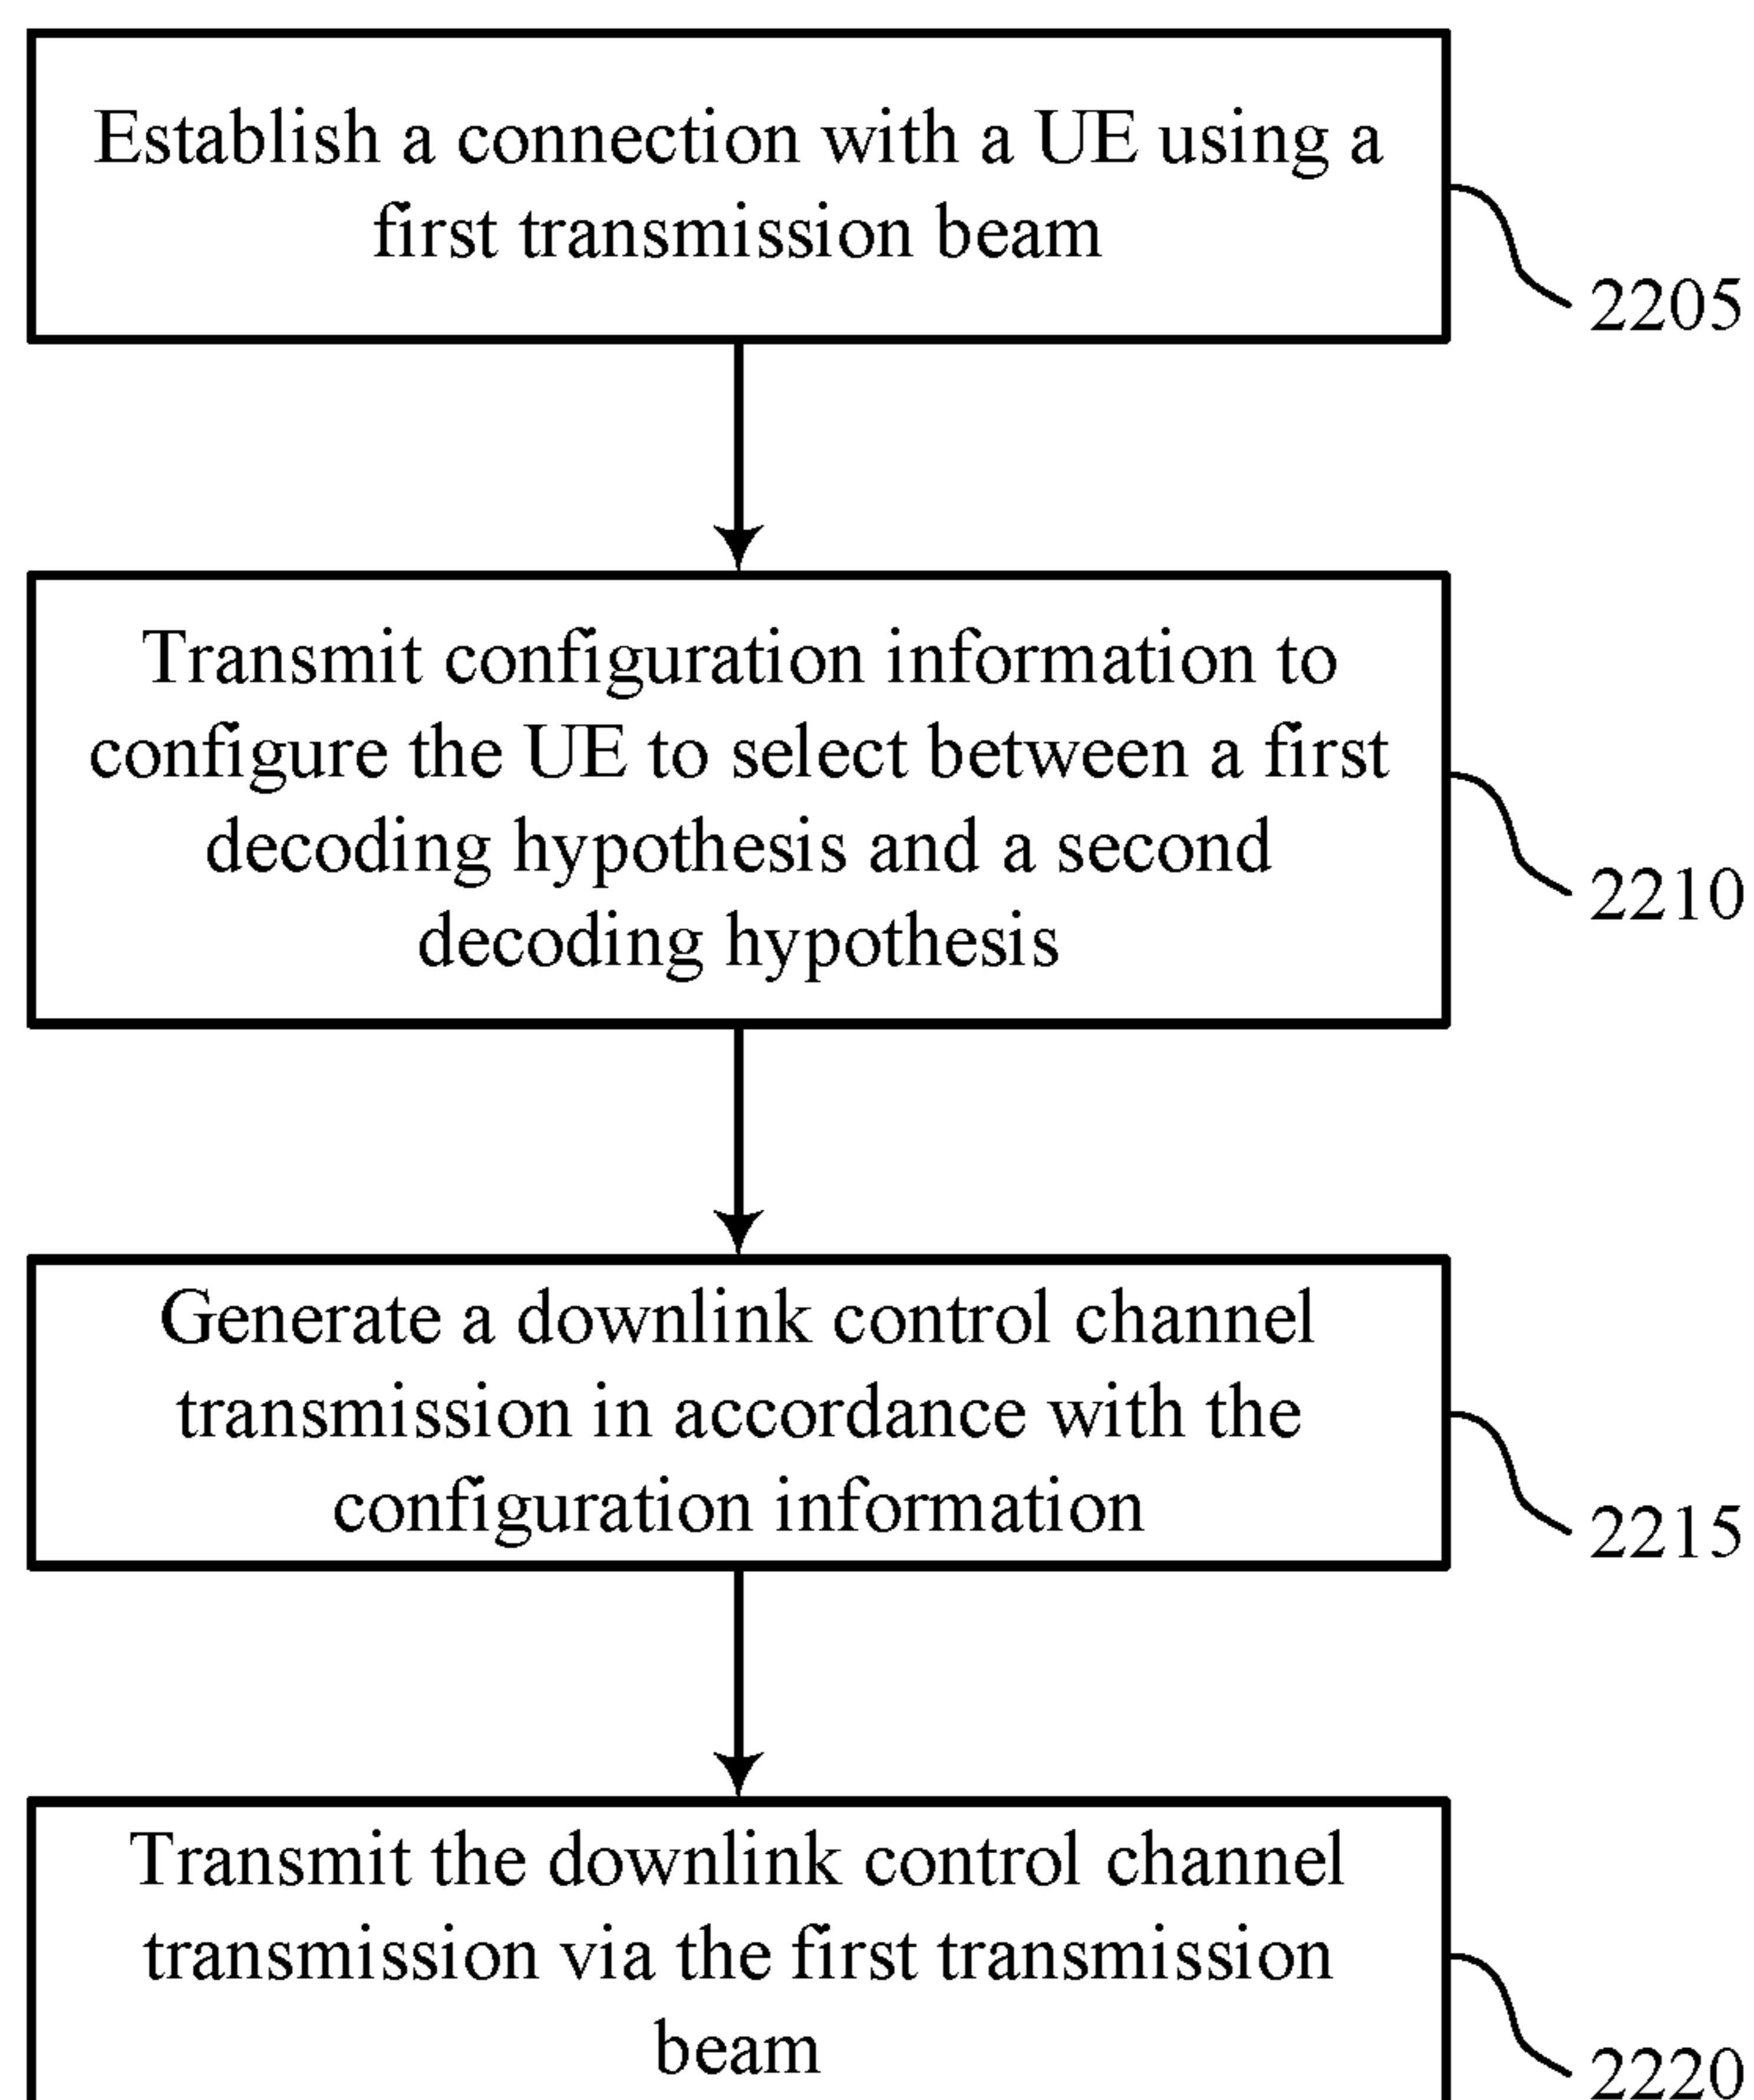 Establish a connection with a UE using a
first transmission beam
2205
Transmit configuration information to
configure the UE to select between a first
decoding hypothesis and a second
decoding hypothesis
2210
Generate a downlink control channel
transmission in accordance with the
configuration information
2215
Transmit the downlink control channel
transmission via the first transmission
beam
2220